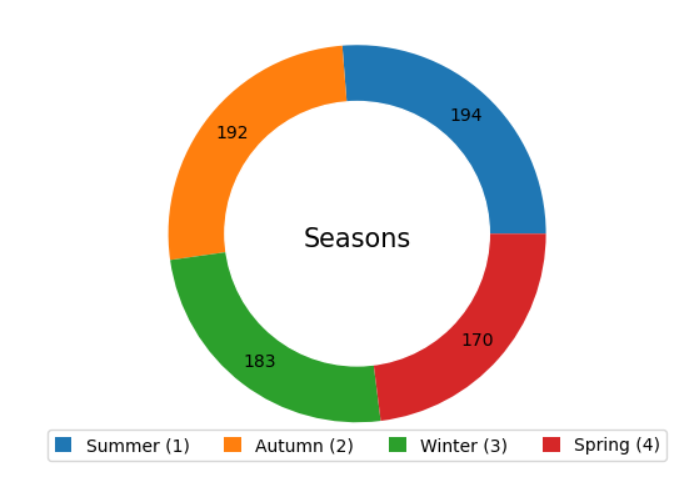 194
192
Seasons
183
170
Summer (1) Autumn (2) Winter (3) Spring (4)